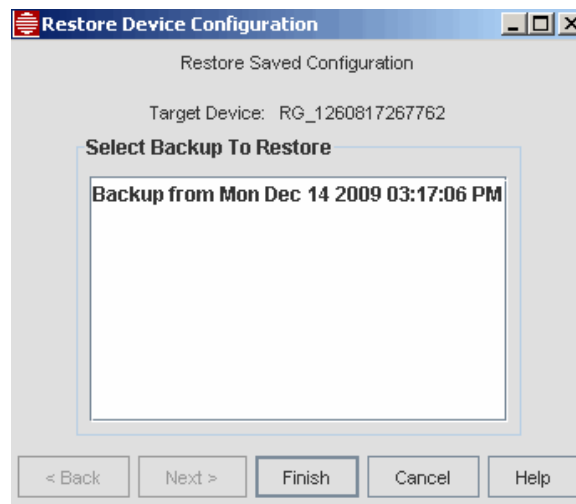 Restore Device Configuration
Restore Saved Configuration
Target Device: RG_1260817267762
Select Backup To Restore
Backup from Mon Dec 14 2009 03:17:06 PM
< Back Next > Finish Cancel Help